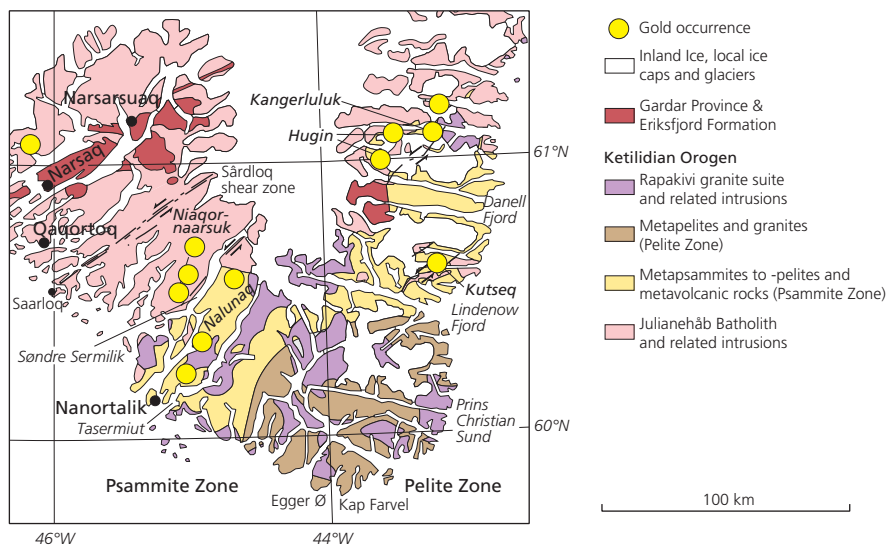 Narsarsuaq
Kangerluluk
Hugin
61°N
Narsaq
Sârdloq
shear zone
Danell
Fjord
Niaqor-
naarsuk
Qaqortoq
Saarloq
Nalunaq
Kutseq
Lindenow
Fjord
Søndre Sermilik
Nanortalik
Tasermiut
Prins
Christian
Sund
60°N
Psammite Zone
Pelite Zone
Egger Ø
Kap Farvel
46°W
44°W
Gold occurrence
Inland Ice, local ice
caps and glaciers
Gardar Province &
Eriksfjord Formation
Ketilidian Orogen
Rapakivi granite suite
and related intrusions
Metapelites and granites
(Pelite Zone)
Metapsammites to -pelites and
metavolcanic rocks (Psammite Zone)
Julianehåb Batholith
and related intrusions
100 km